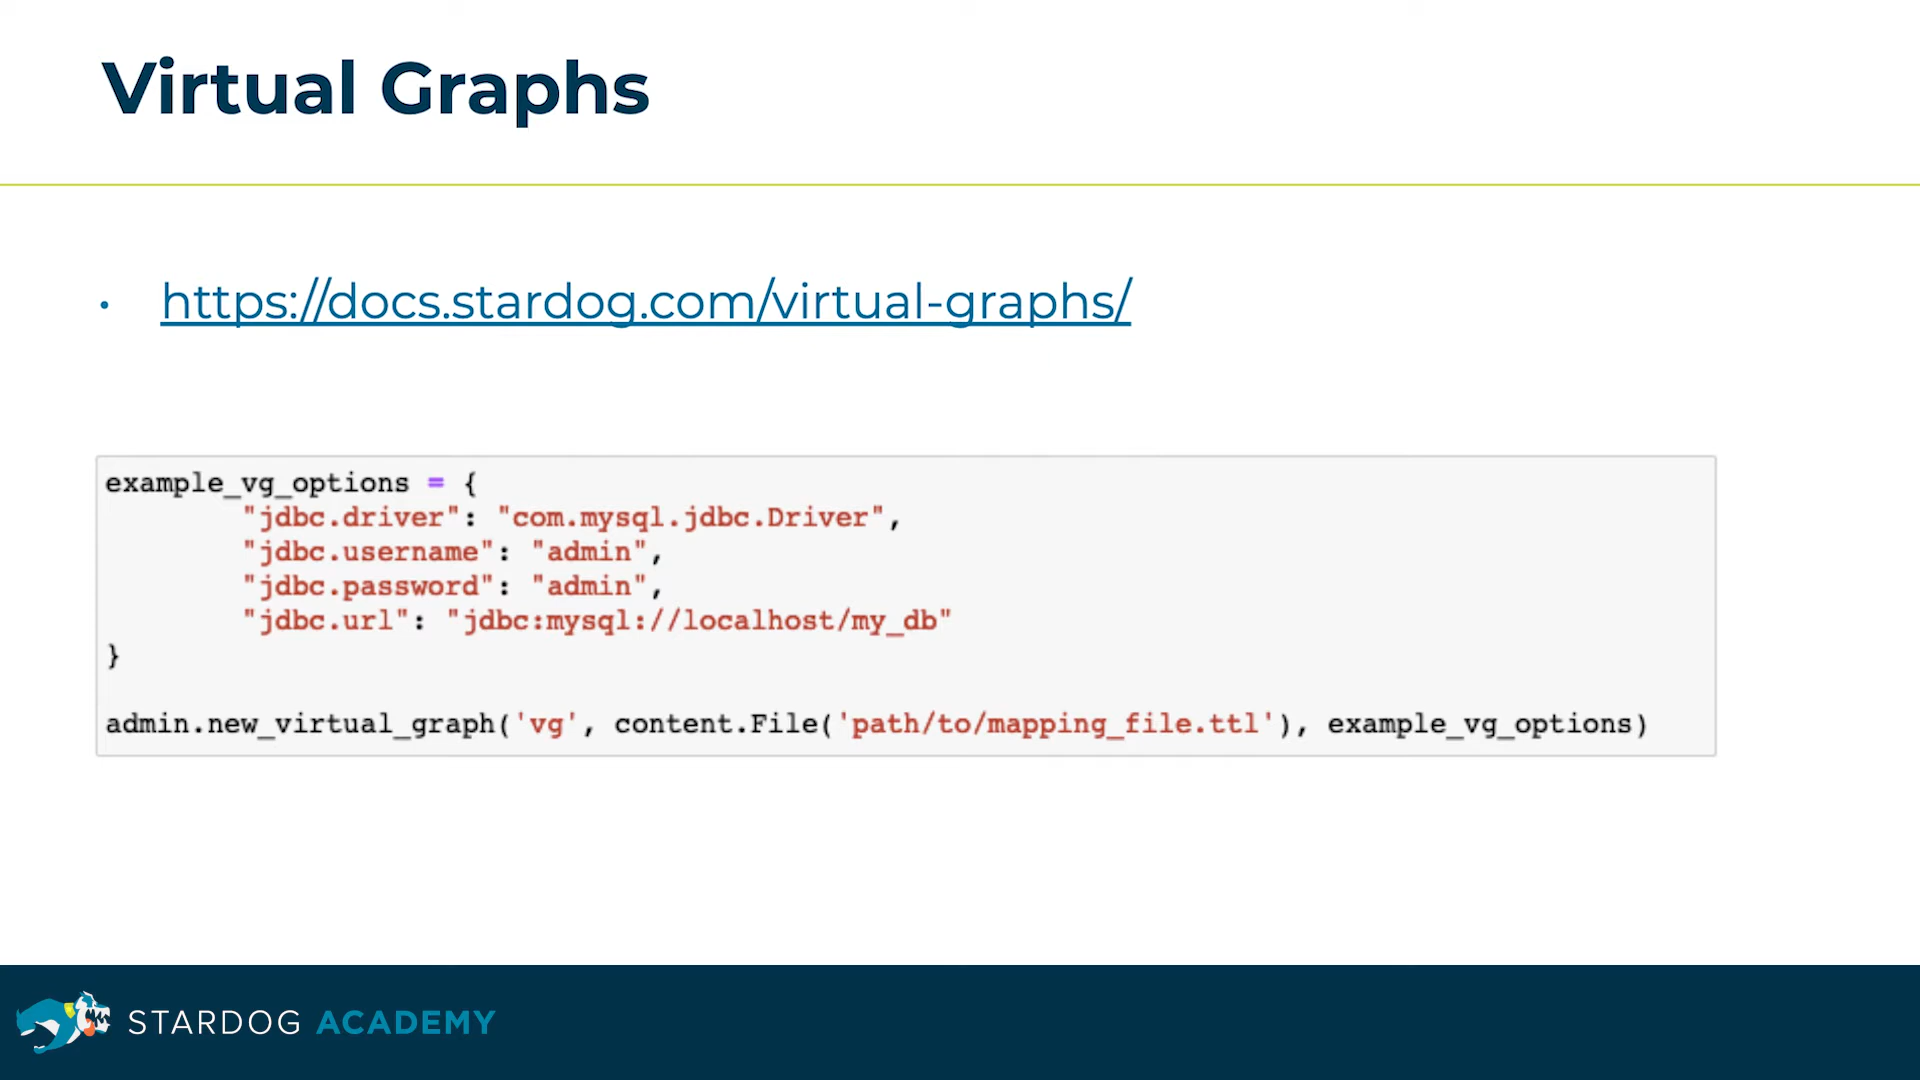 Virtual Graphs
• https://docs.stardog.com/virtual-graphs/
example_vg_options = {
        "jdbc.driver": "com.mysql.jdbc.Driver",
        "jdbc.username": "admin",
        "jdbc.password": "admin",
        "jdbc.url": "jdbc:mysql://localhost/my_db"
}
admin.new_virtual_graph('vg', content.File('path/to/mapping_file.ttl'), example_vg_options)
STARDOG ACADEMY